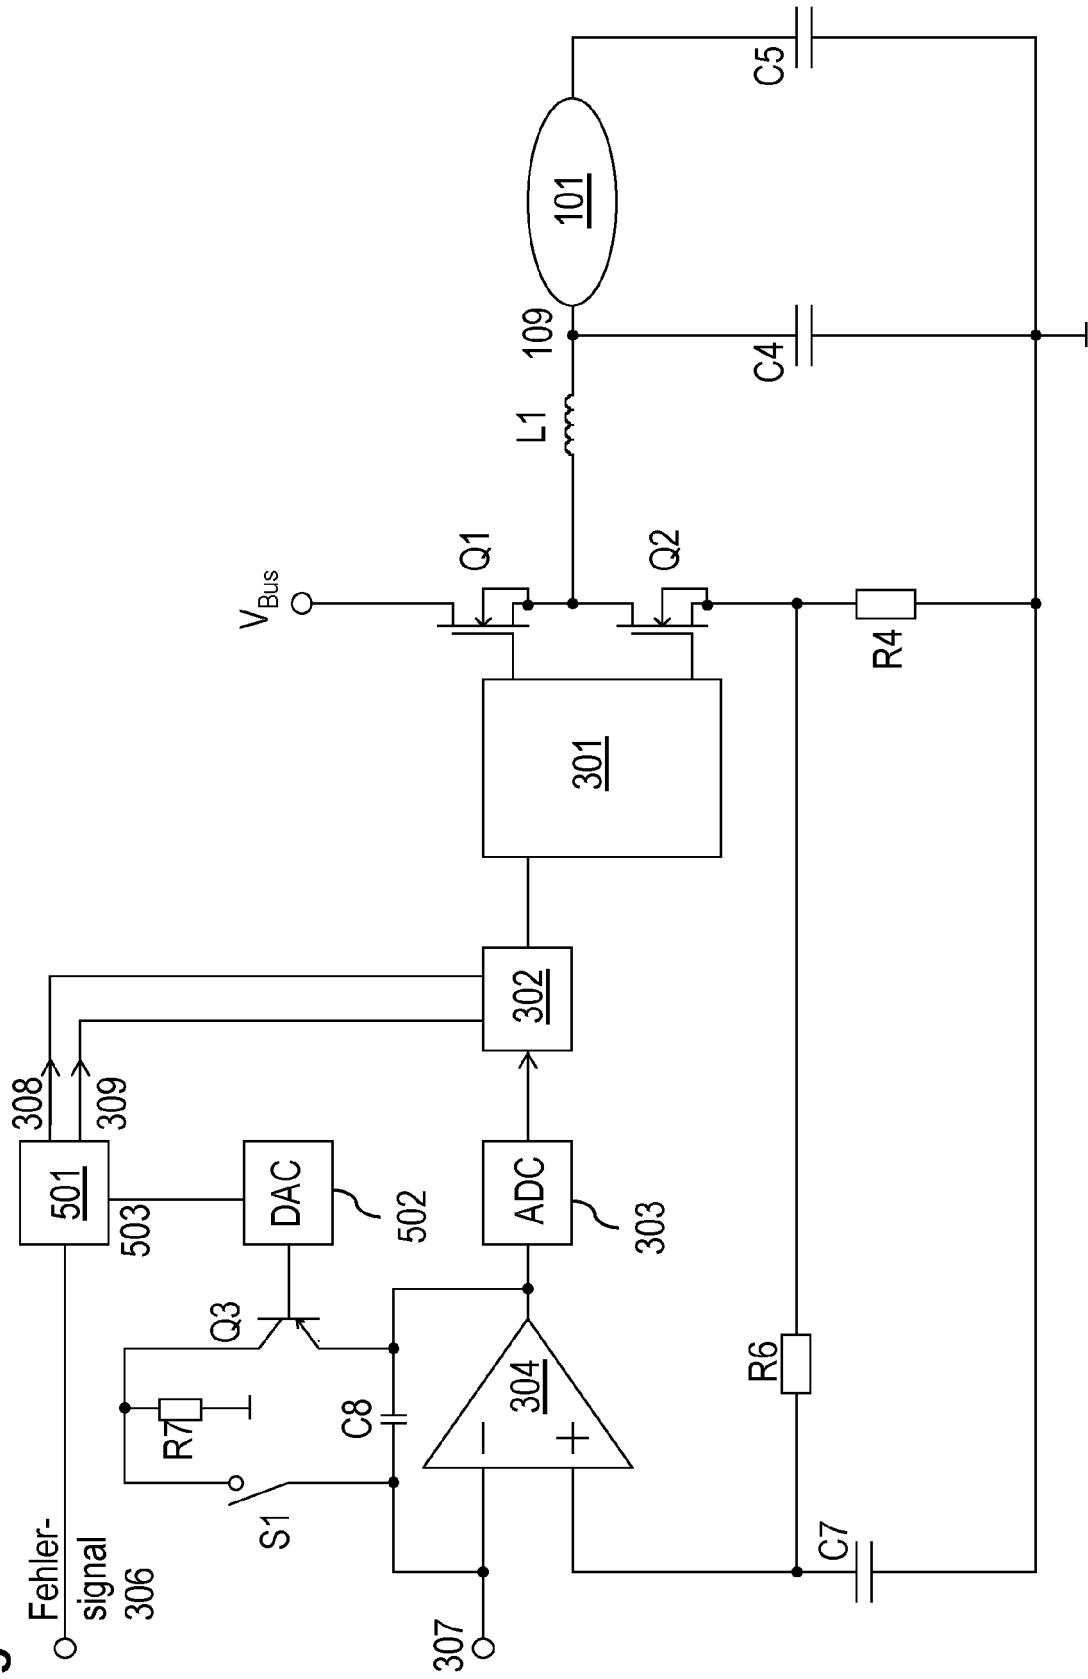 Fehler-
signal
306
501
308
309
503
DAC
502
Q3
R7
S1
C8
307
304
−
+
ADC
303
302
301
V_Bus
Q1
Q2
L1
109
101
C4
C5
R4
R6
C7